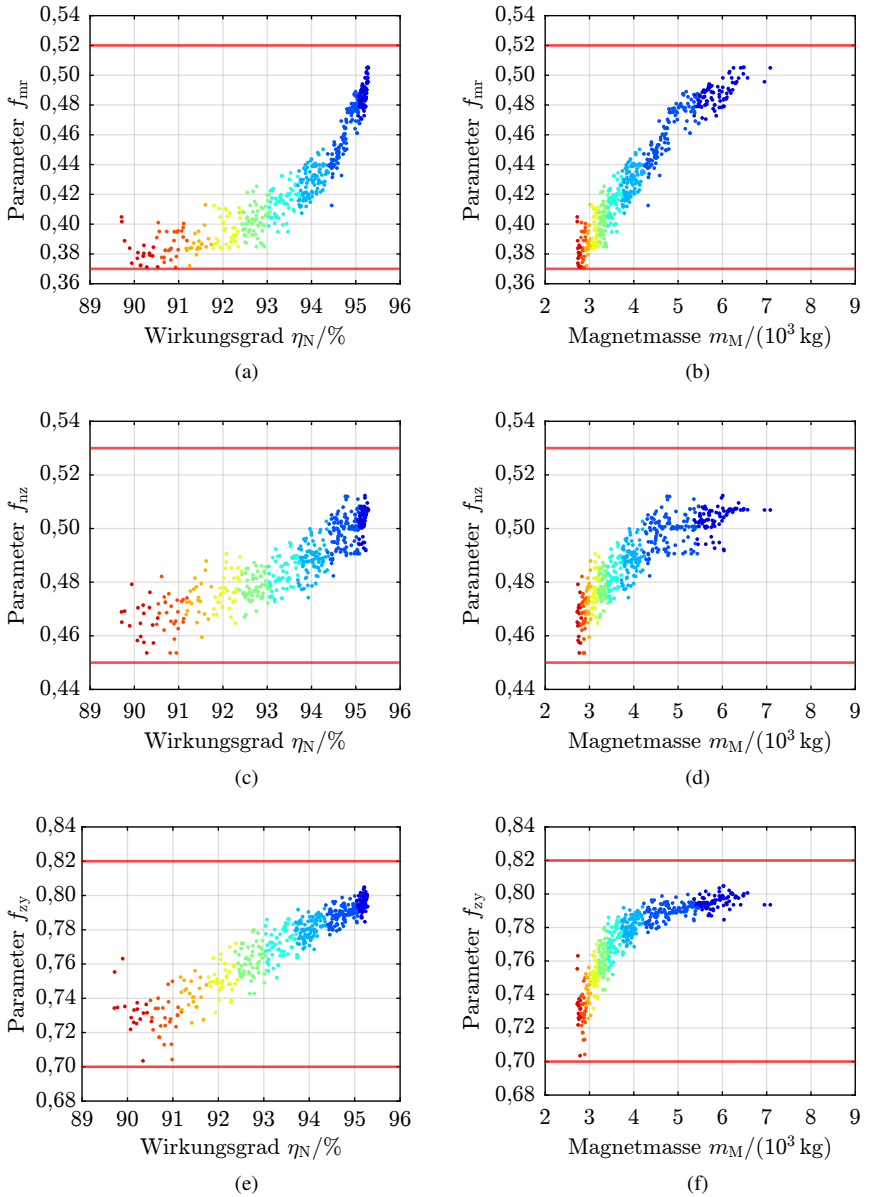 0,54
0,52
0,50
0,48
0,46
0,44
0,42
0,40
0,38
0,36
Parameter f_mr
89 90 91 92 93 94 95 96
Wirkungsgrad η_N/%
(a)
0,54
0,52
0,50
0,48
0,46
0,44
0,42
0,40
0,38
0,36
Parameter f_mr
2 3 4 5 6 7 8 9
Magnetmasse m_M/(10³ kg)
(b)
0,54
0,52
0,50
0,48
0,46
0,44
Parameter f_nz
89 90 91 92 93 94 95 96
Wirkungsgrad η_N/%
(c)
0,54
0,52
0,50
0,48
0,46
0,44
Parameter f_nz
2 3 4 5 6 7 8 9
Magnetmasse m_M/(10³ kg)
(d)
0,84
0,82
0,80
0,78
0,76
0,74
0,72
0,70
0,68
Parameter f_zy
89 90 91 92 93 94 95 96
Wirkungsgrad η_N/%
(e)
0,84
0,82
0,80
0,78
0,76
0,74
0,72
0,70
0,68
Parameter f_zy
2 3 4 5 6 7 8 9
Magnetmasse m_M/(10³ kg)
(f)